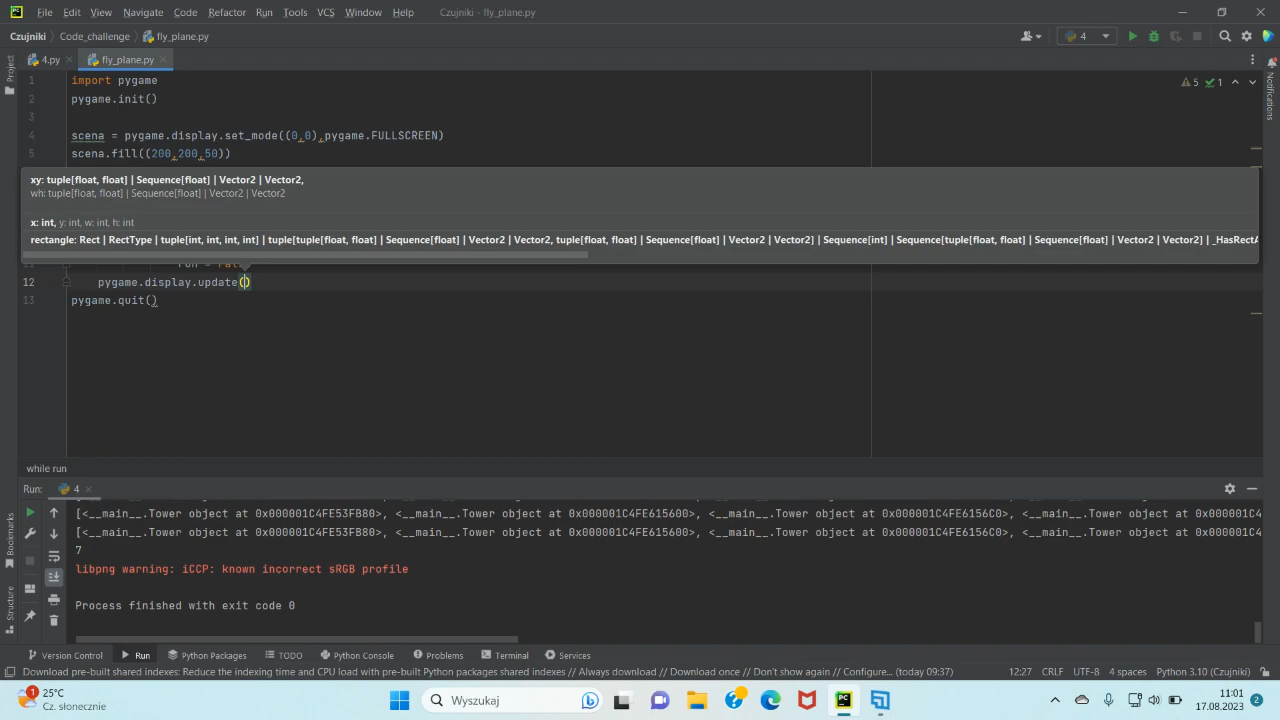 File Edit View Navigate Code Refactor Run Tools VCS Window Help Czujniki - fly_plane.py
Czujniki Code_challenge fly_plane.py 4
4.py fly_plane.py
Project
Notifications
5 1
1 import pygame
2 pygame.init()
3
4 scena = pygame.display.set_mode((0,0),pygame.FULLSCREEN)
5 scena.fill((200,200,50))
xy: tuple[float, float] | Sequence[float] | Vector2 | Vector2,
wh: tuple[float, float] | Sequence[float] | Vector2 | Vector2
x: int, y: int, w: int, h: int
rectangle: Rect | RectType | tuple[int, int, int, int] | tuple[tuple[float, float] | Sequence[float] | Vector2 | Vector2, tuple[float, float] | Sequence[float] | Vector2 | Vector2] | Sequence[int] | Sequence[tuple[float, float] | Sequence[float] | Vector2 | Vector2] | _HasRectA
12 pygame.display.update()
13 pygame.quit()
while run
Run: 4
[<__main__.Tower object at 0x000001C4FE53FB80>, <__main__.Tower object at 0x000001C4FE615600>, <__main__.Tower object at 0x000001C4FE6156C0>, <__main__.Tower object at 0x000001C4
[<__main__.Tower object at 0x000001C4FE53FB80>, <__main__.Tower object at 0x000001C4FE615600>, <__main__.Tower object at 0x000001C4FE6156C0>, <__main__.Tower object at 0x000001C4
7
libpng warning: iCCP: known incorrect sRGB profile
Process finished with exit code 0
Bookmarks
Structure
Version Control Run Python Packages TODO Python Console Problems Terminal Services
Download pre-built shared indexes: Reduce the indexing time and CPU load with pre-built Python packages shared indexes // Always download // Download once // Don't show again // Configure... (today 09:37) 12:27 CRLF UTF-8 4 spaces Python 3.10 (Czujniki)
1 25°C
Cz. słonecznie
Wyszukaj
11:01
17.08.2023 2